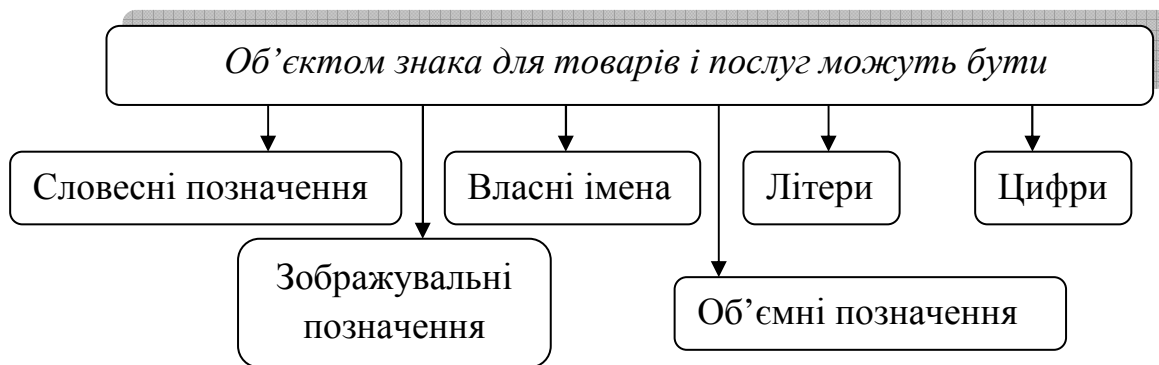 Об’єктом знака для товарів і послуг можуть бути
Словесні позначення
Власні імена
Літери
Цифри
Зображувальні
позначення
Об’ємні позначення